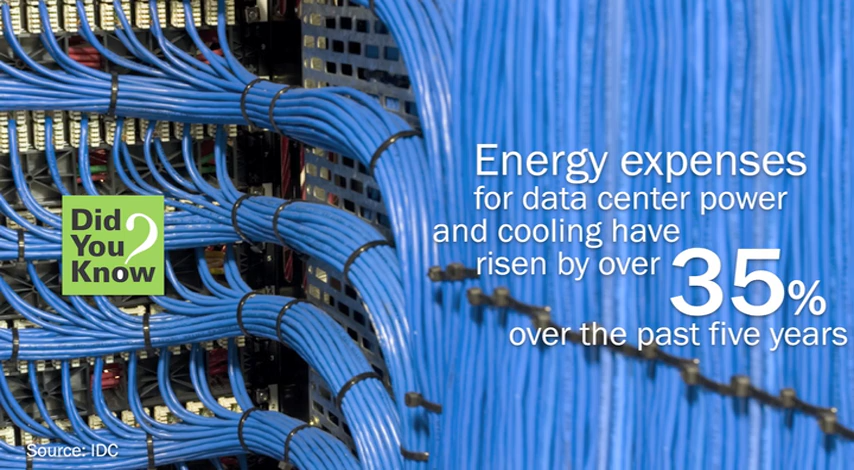 Did
You
Know
?
Energy expenses
for data center power
and cooling have
risen by over 35%
over the past five years
Source: IDC